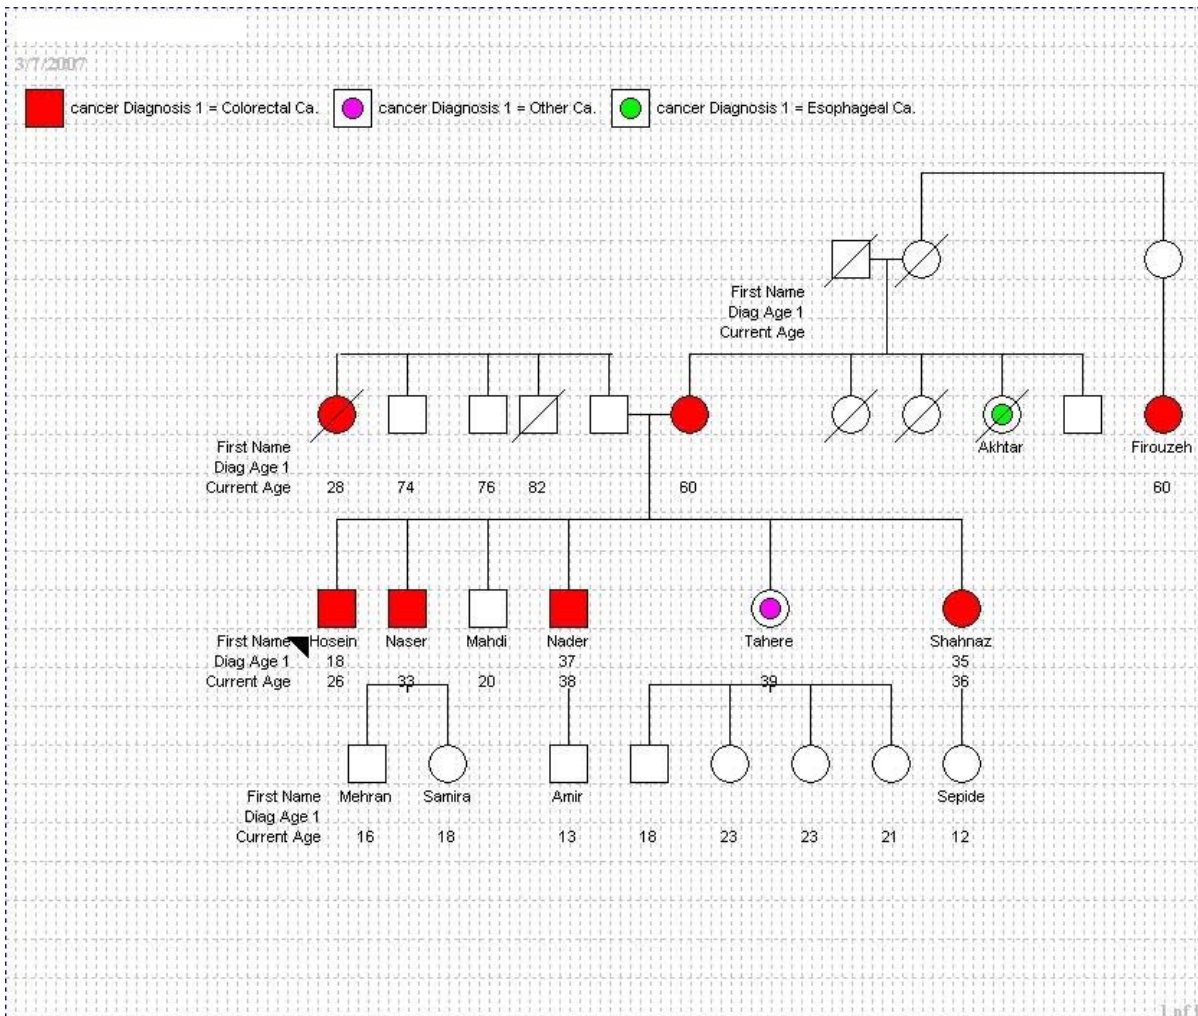 3/7/2007
cancer Diagnosis 1 = Colorectal Ca. cancer Diagnosis 1 = Other Ca. cancer Diagnosis 1 = Esophageal Ca.
First Name
Diag Age 1
Current Age
First Name Akhtar Firouzeh
Diag Age 1
Current Age 28 74 76 82 60 60
First Name Hosein Naser Mahdi Nader Tahere Shahnaz
Diag Age 1 18 37 35
Current Age 26 33 20 38 39 36
First Name Mehran Samira Amir Sepide
Diag Age 1
Current Age 16 18 13 18 23 23 21 12
1 of